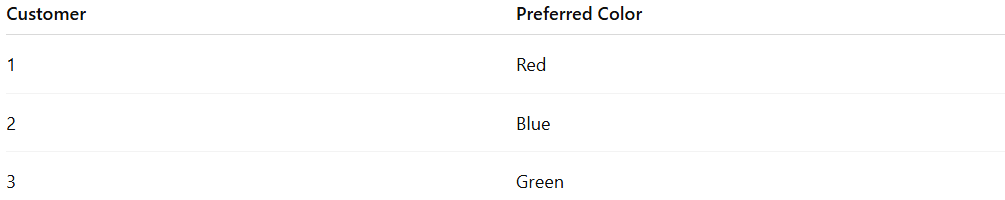 Customer Preferred Color
1 Red
2 Blue
3 Green